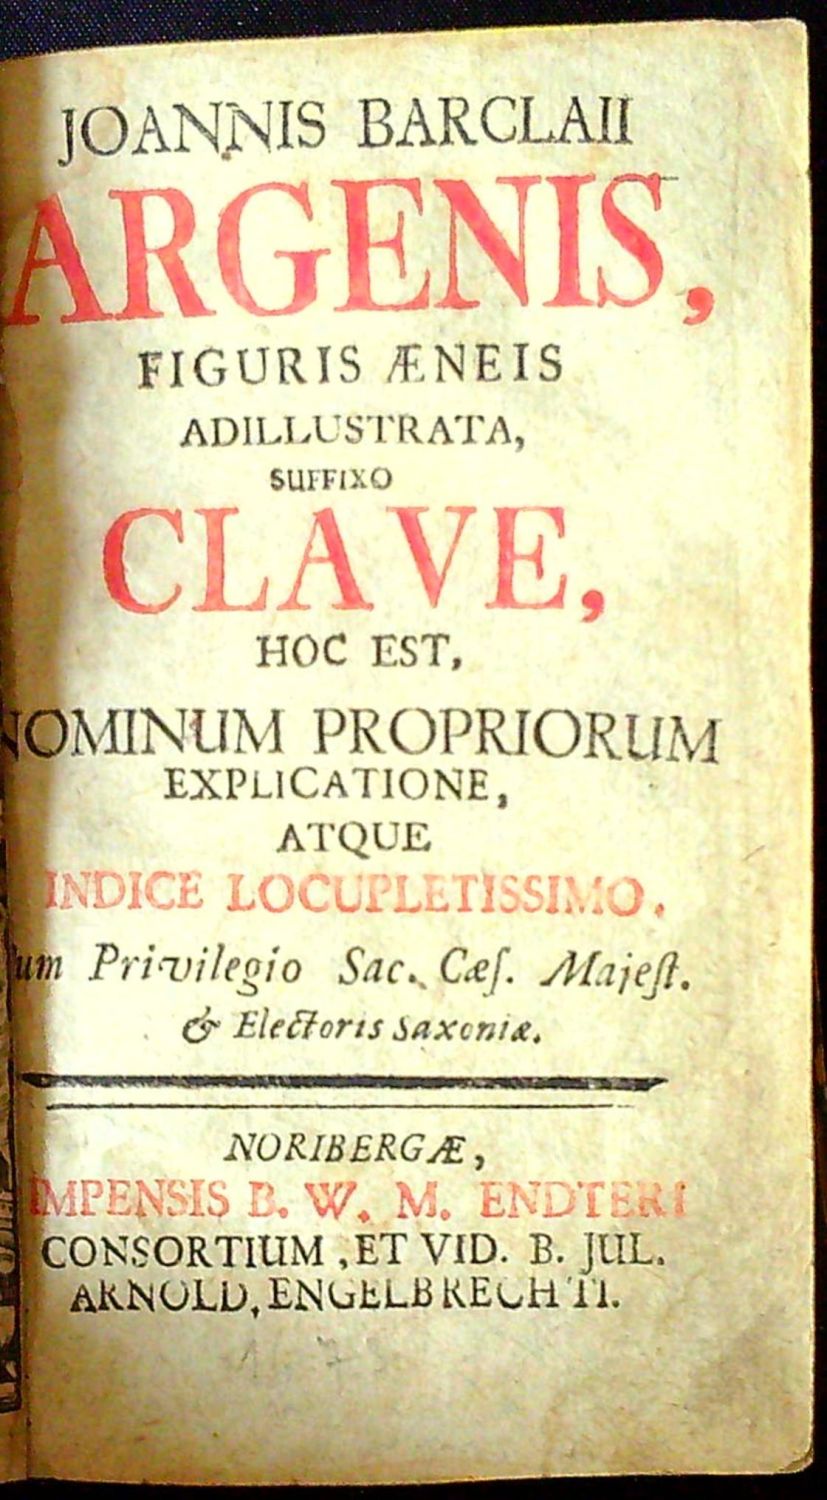 JOANNIS BARCLAII
ARGENIS,
FIGURIS ÆNEIS
ADILLUSTRATA,
SUFFIXO
CLAVE,
HOC EST,
NOMINUM PROPRIORUM
EXPLICATIONE,
ATQUE
INDICE LOCUPLETISSIMO.
um Privilegio Sac. Cæſ. Majeſt.
& Electoris Saxoniæ.
NORIBERGÆ,
IMPENSIS B. W. M. ENDTERI
CONSORTIUM, ET VID. B. JUL.
ARNOLD, ENGELBRECHTI.